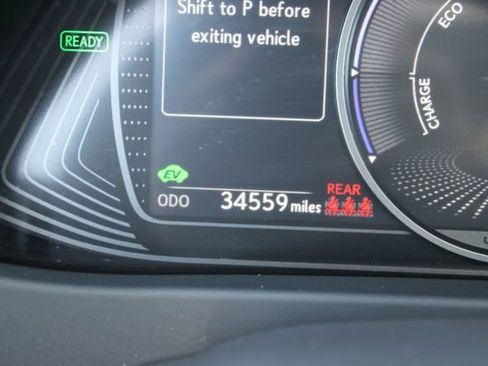 Shift to P before
exiting vehicle
READY
ECO
CHARGE
EV
REAR
ODO 34559 miles